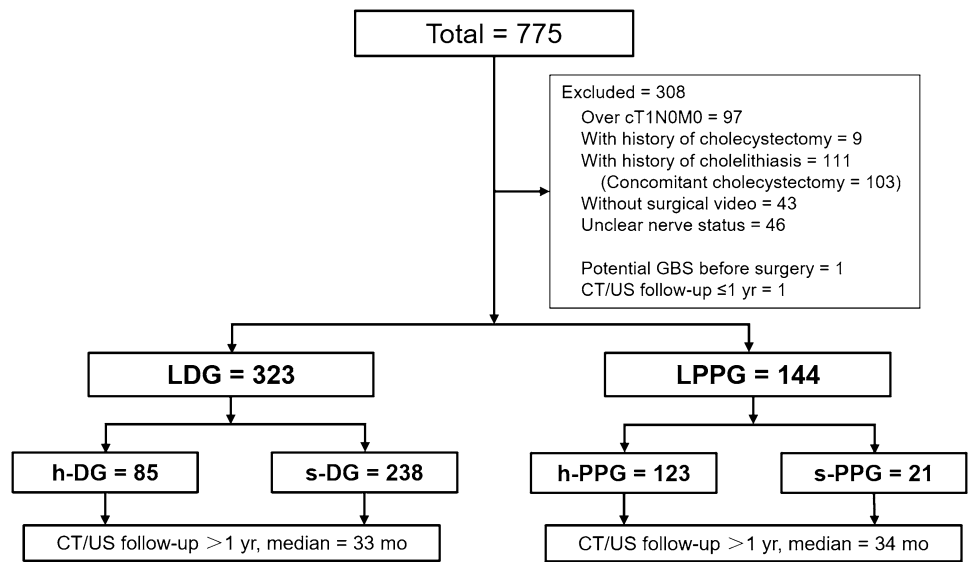 Total = 775
Excluded = 308
Over cT1N0M0 = 97
With history of cholecystectomy = 9
With history of cholelithiasis = 111
(Concomitant cholecystectomy = 103)
Without surgical video = 43
Unclear nerve status = 46
Potential GBS before surgery = 1
CT/US follow-up ≤1 yr = 1
LDG = 323
LPPG = 144
h-DG = 85
s-DG = 238
h-PPG = 123
s-PPG = 21
CT/US follow-up >1 yr, median = 33 mo
CT/US follow-up >1 yr, median = 34 mo